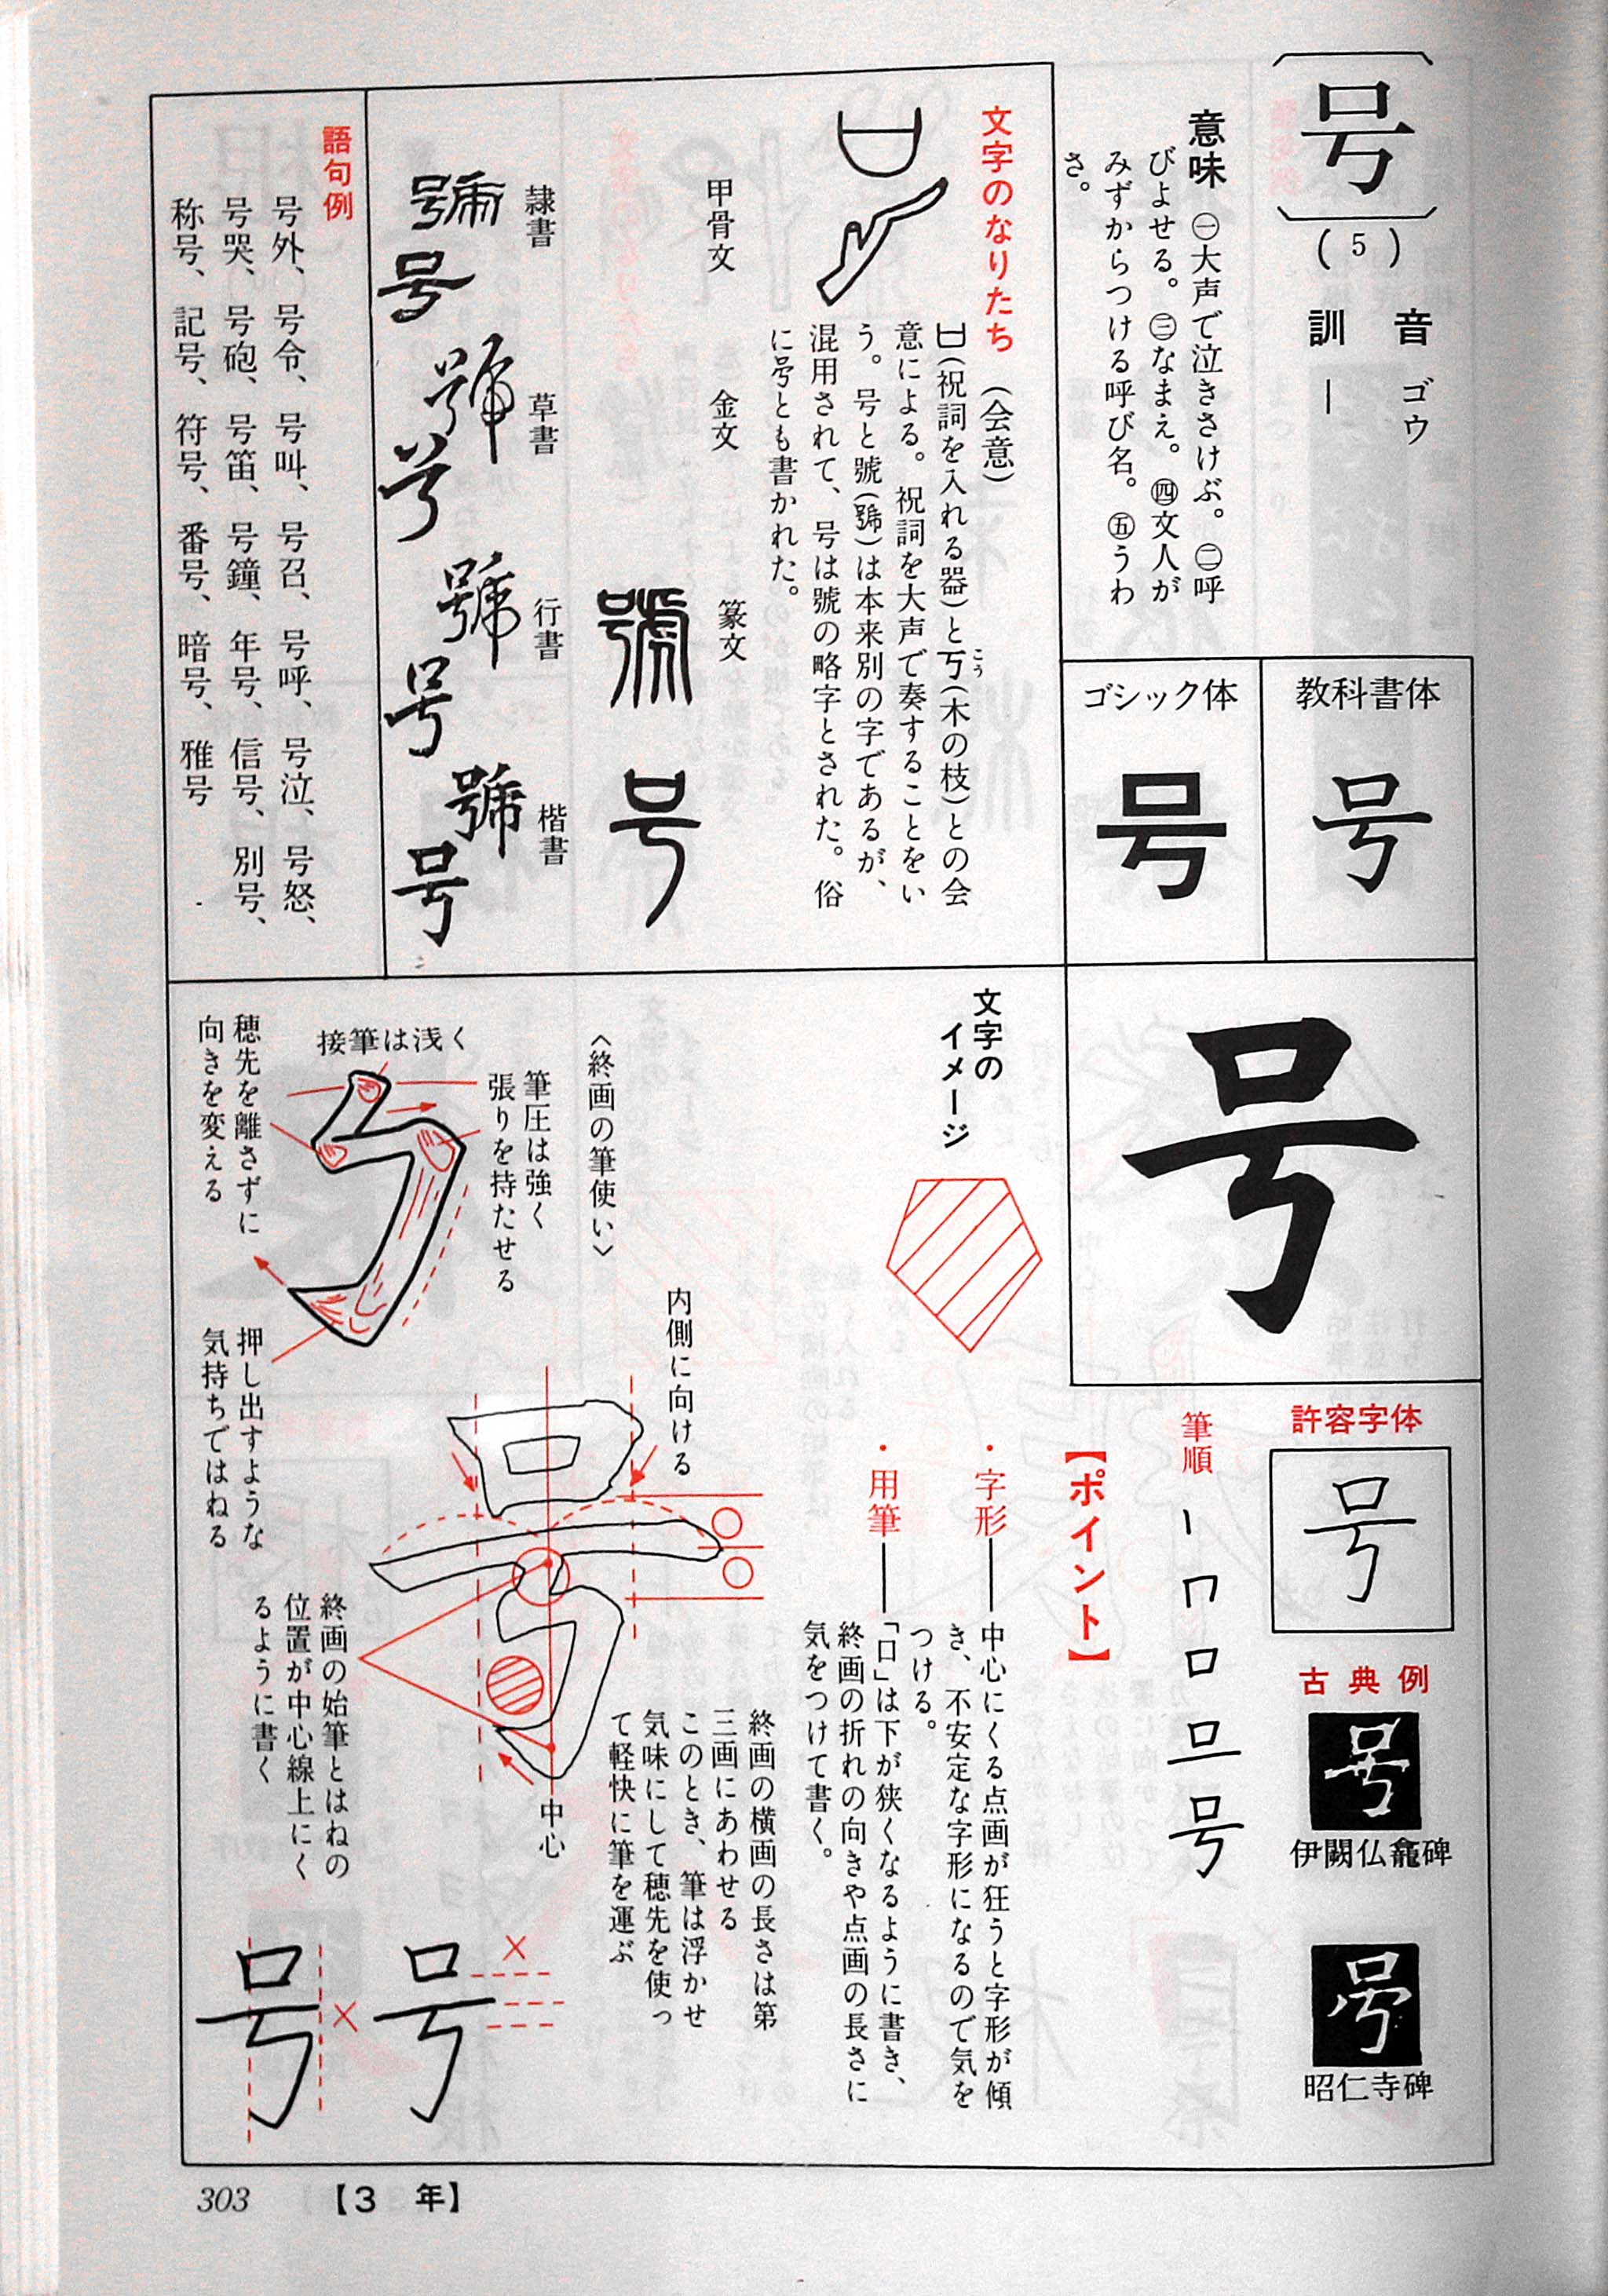 号
(5)
音 ゴウ
訓 ―
意味 ㊀大声で泣きさけぶ。㊁呼
びよせる。㊂なまえ。㊃文人が
みずからつける呼び名。㊄うわ
さ。
教科書体
号
ゴシック体
号
文字のなりたち (会意)
𠙵(祝詞を入れる器)と丂(木の枝)との会
こう
意による。祝詞を大声で奏することをい
う。号と號(號)は本来別の字であるが、
混用されて、号は號の略字とされた。俗
に号とも書かれた。
甲骨文
金文
篆文
號 号
隷書
號 号
草書
號 号
行書
號 号
楷書
號 号
語句例
号外、号令、号叫、号召、号呼、号泣、号怒、
号哭、号砲、号笛、号鐘、年号、信号、別号、
称号、記号、符号、番号、暗号、雅号
号
許容字体
号
古典例
号
伊闕仏龕碑
号
昭仁寺碑
筆順
丨 𠃍 口 号
【ポイント】
・字形――中心にくる点画が狂うと字形が傾
き、不安定な字形になるので気を
つける。
・用筆――「口」は下が狭くなるように書き、
終画の折れの向きや点画の長さに
気をつけて書く。
文字の
イメージ
〈終画の筆使い〉
筆圧は強く
張りを持たせる
接筆は浅く
穂先を離さずに
向きを変える
押し出すような
気持ちではねる
内側に向ける
終画の横画の長さは第
三画にあわせる
このとき、筆は浮かせ
気味にして穂先を使っ
て軽快に筆を運ぶ
中心
終画の始筆とはねの
位置が中心線上にく
るように書く
号 ×
号 ×
303 【3 年】